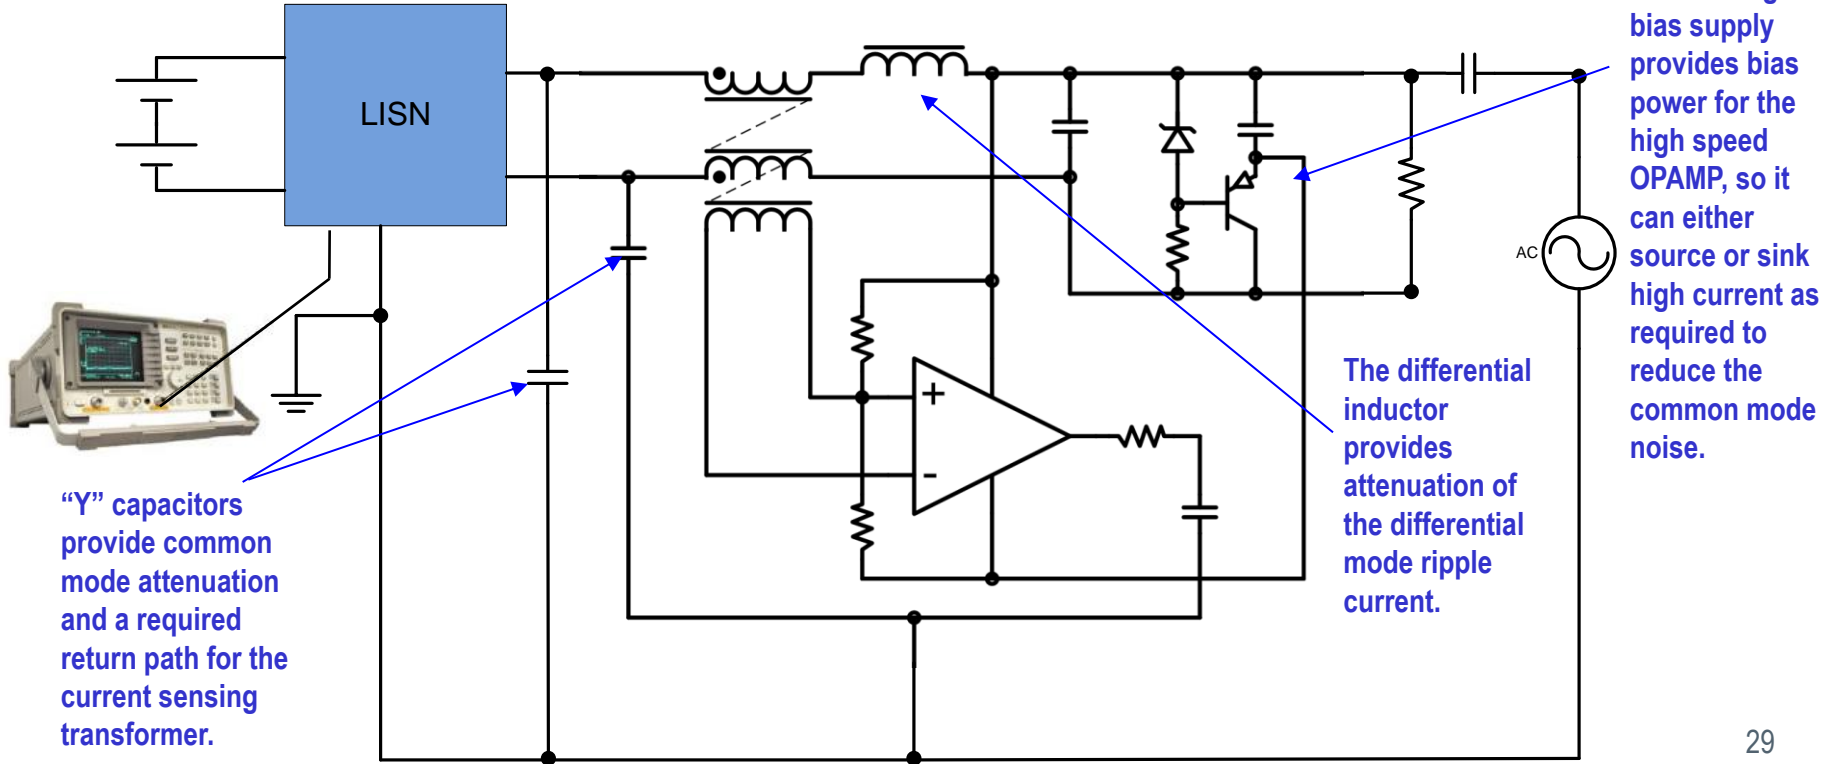 LISN
bias supply
provides bias
power for the
high speed
OPAMP, so it
can either
source or sink
high current as
required to
reduce the
common mode
noise.
AC
+
-
The differential
inductor
provides
attenuation of
the differential
mode ripple
current.
“Y” capacitors
provide common
mode attenuation
and a required
return path for the
current sensing
transformer.
29